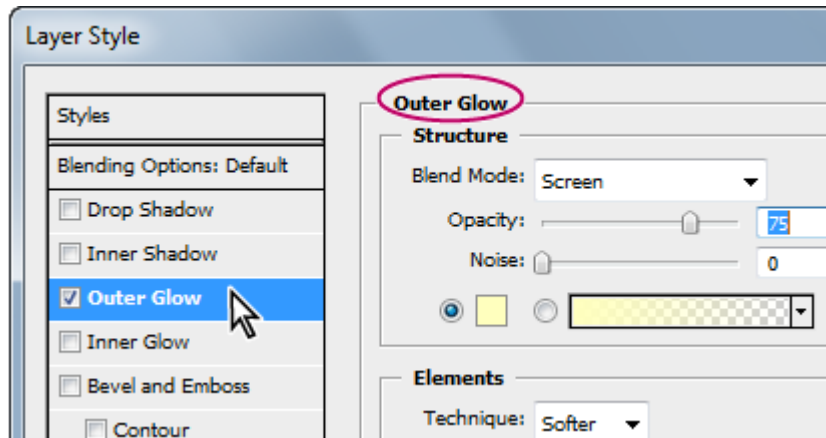 Layer Style
Styles
Blending Options: Default
Drop Shadow
Inner Shadow
Outer Glow
Inner Glow
Bevel and Emboss
Contour
Outer Glow
Structure
Blend Mode: Screen
Opacity: 75
Noise: 0
Elements
Technique: Softer